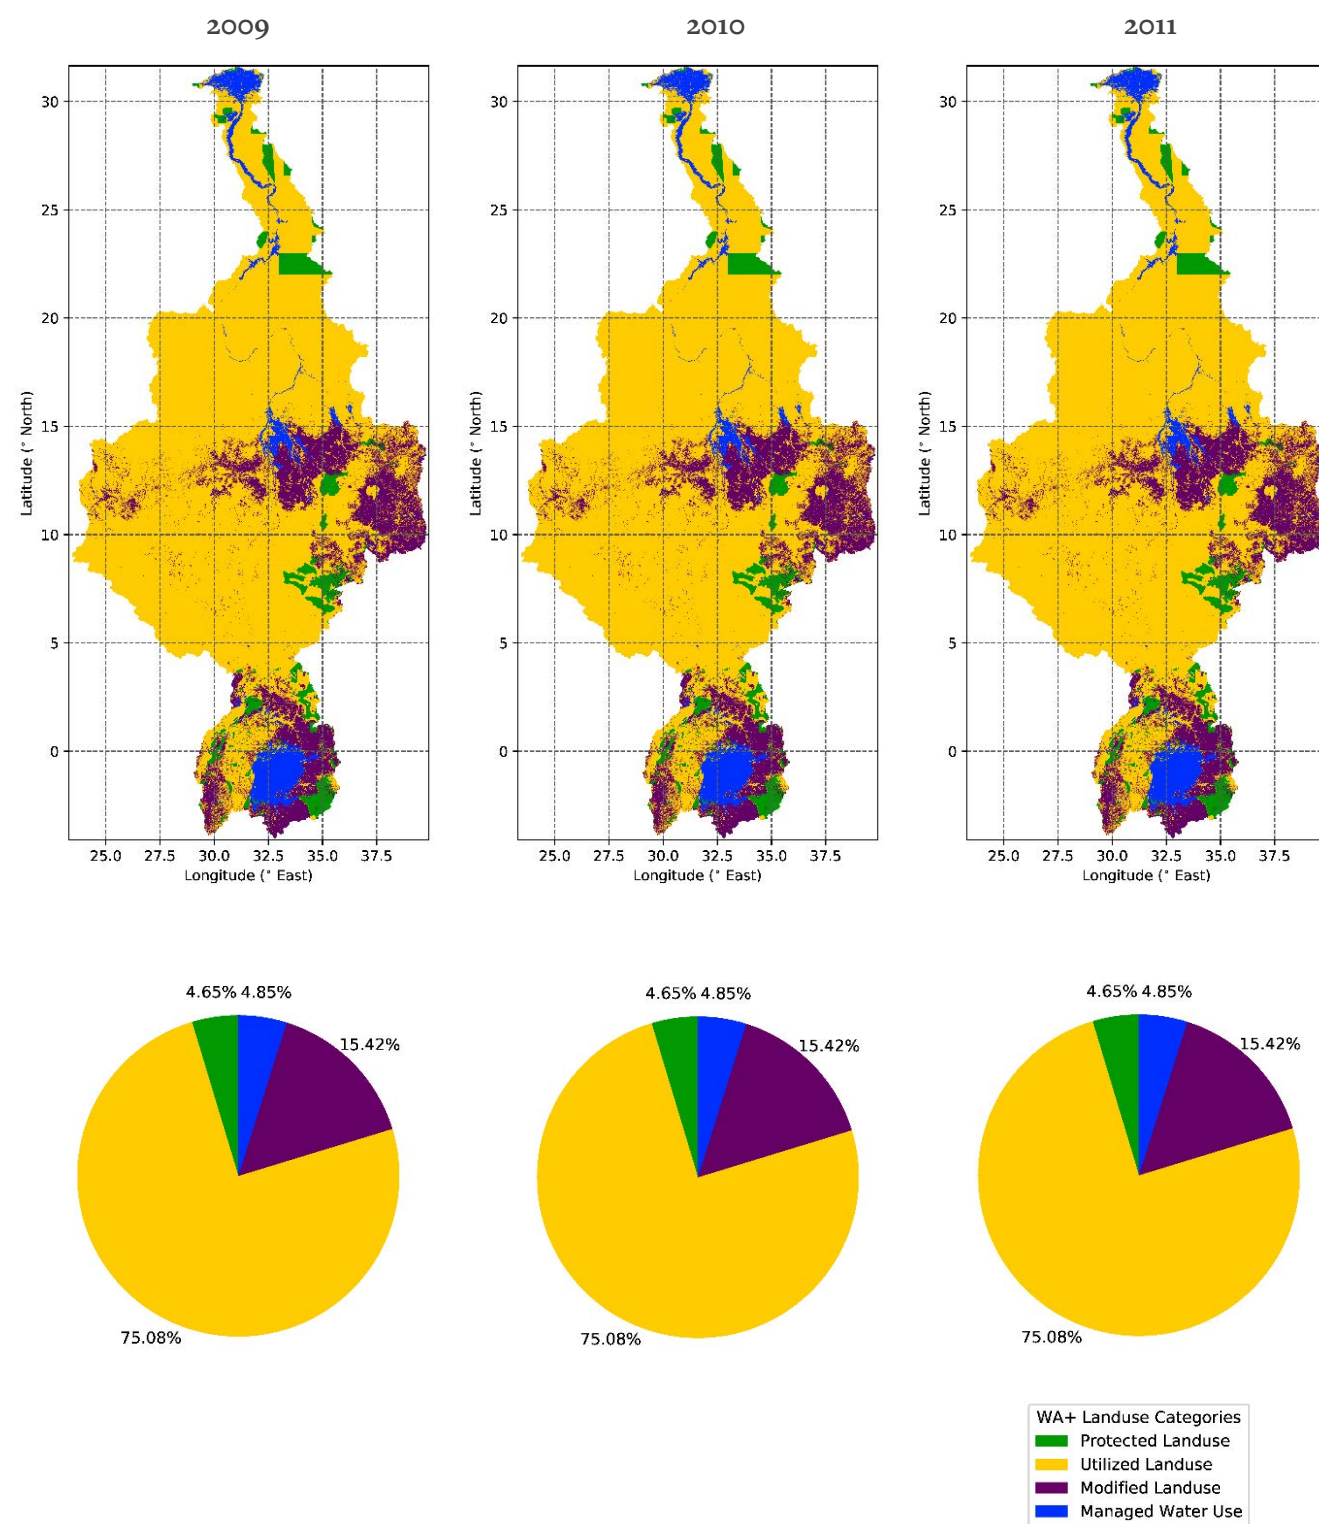 2009 2010 2011
30 30 30
25 25 25
20 20 20
15 15 15
10 10 10
5 5 5
0 0 0
Latitude (° North) Latitude (° North) Latitude (° North)
25.0 27.5 30.0 32.5 35.0 37.5 25.0 27.5 30.0 32.5 35.0 37.5 25.0 27.5 30.0 32.5 35.0 37.5
Longitude (° East) Longitude (° East) Longitude (° East)
4.65% 4.85% 4.65% 4.85% 4.65% 4.85%
15.42% 15.42% 15.42%
75.08% 75.08% 75.08%
WA+ Landuse Categories
Protected Landuse
Utilized Landuse
Modified Landuse
Managed Water Use